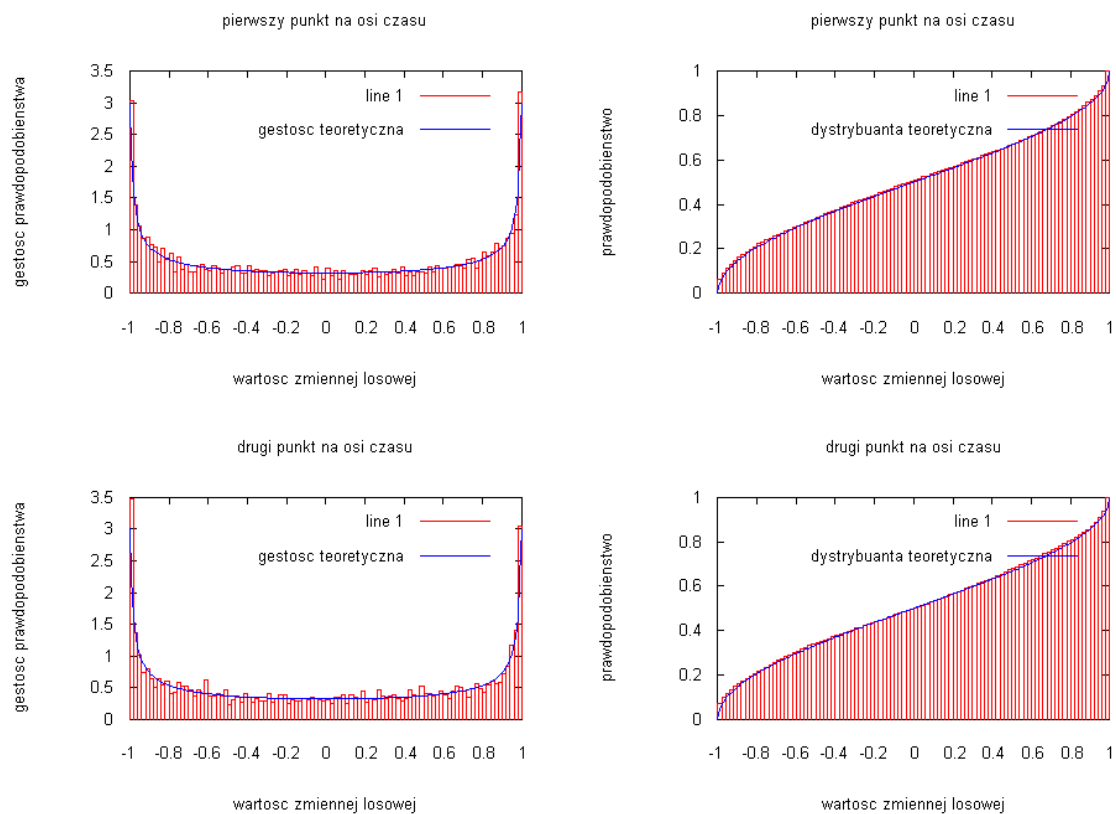 pierwszy punkt na osi czasu
gestosc prawdopodobienstwa
3.5
3
2.5
2
1.5
1
0.5
0
line 1
gestosc teoretyczna
-1 -0.8 -0.6 -0.4 -0.2 0 0.2 0.4 0.6 0.8 1
wartosc zmiennej losowej
pierwszy punkt na osi czasu
prawdopodobienstwo
1
0.8
0.6
0.4
0.2
0
line 1
dystrybuanta teoretyczna
-1 -0.8 -0.6 -0.4 -0.2 0 0.2 0.4 0.6 0.8 1
wartosc zmiennej losowej
drugi punkt na osi czasu
gestosc prawdopodobienstwa
3.5
3
2.5
2
1.5
1
0.5
0
line 1
gestosc teoretyczna
-1 -0.8 -0.6 -0.4 -0.2 0 0.2 0.4 0.6 0.8 1
wartosc zmiennej losowej
drugi punkt na osi czasu
prawdopodobienstwo
1
0.8
0.6
0.4
0.2
0
line 1
dystrybuanta teoretyczna
-1 -0.8 -0.6 -0.4 -0.2 0 0.2 0.4 0.6 0.8 1
wartosc zmiennej losowej